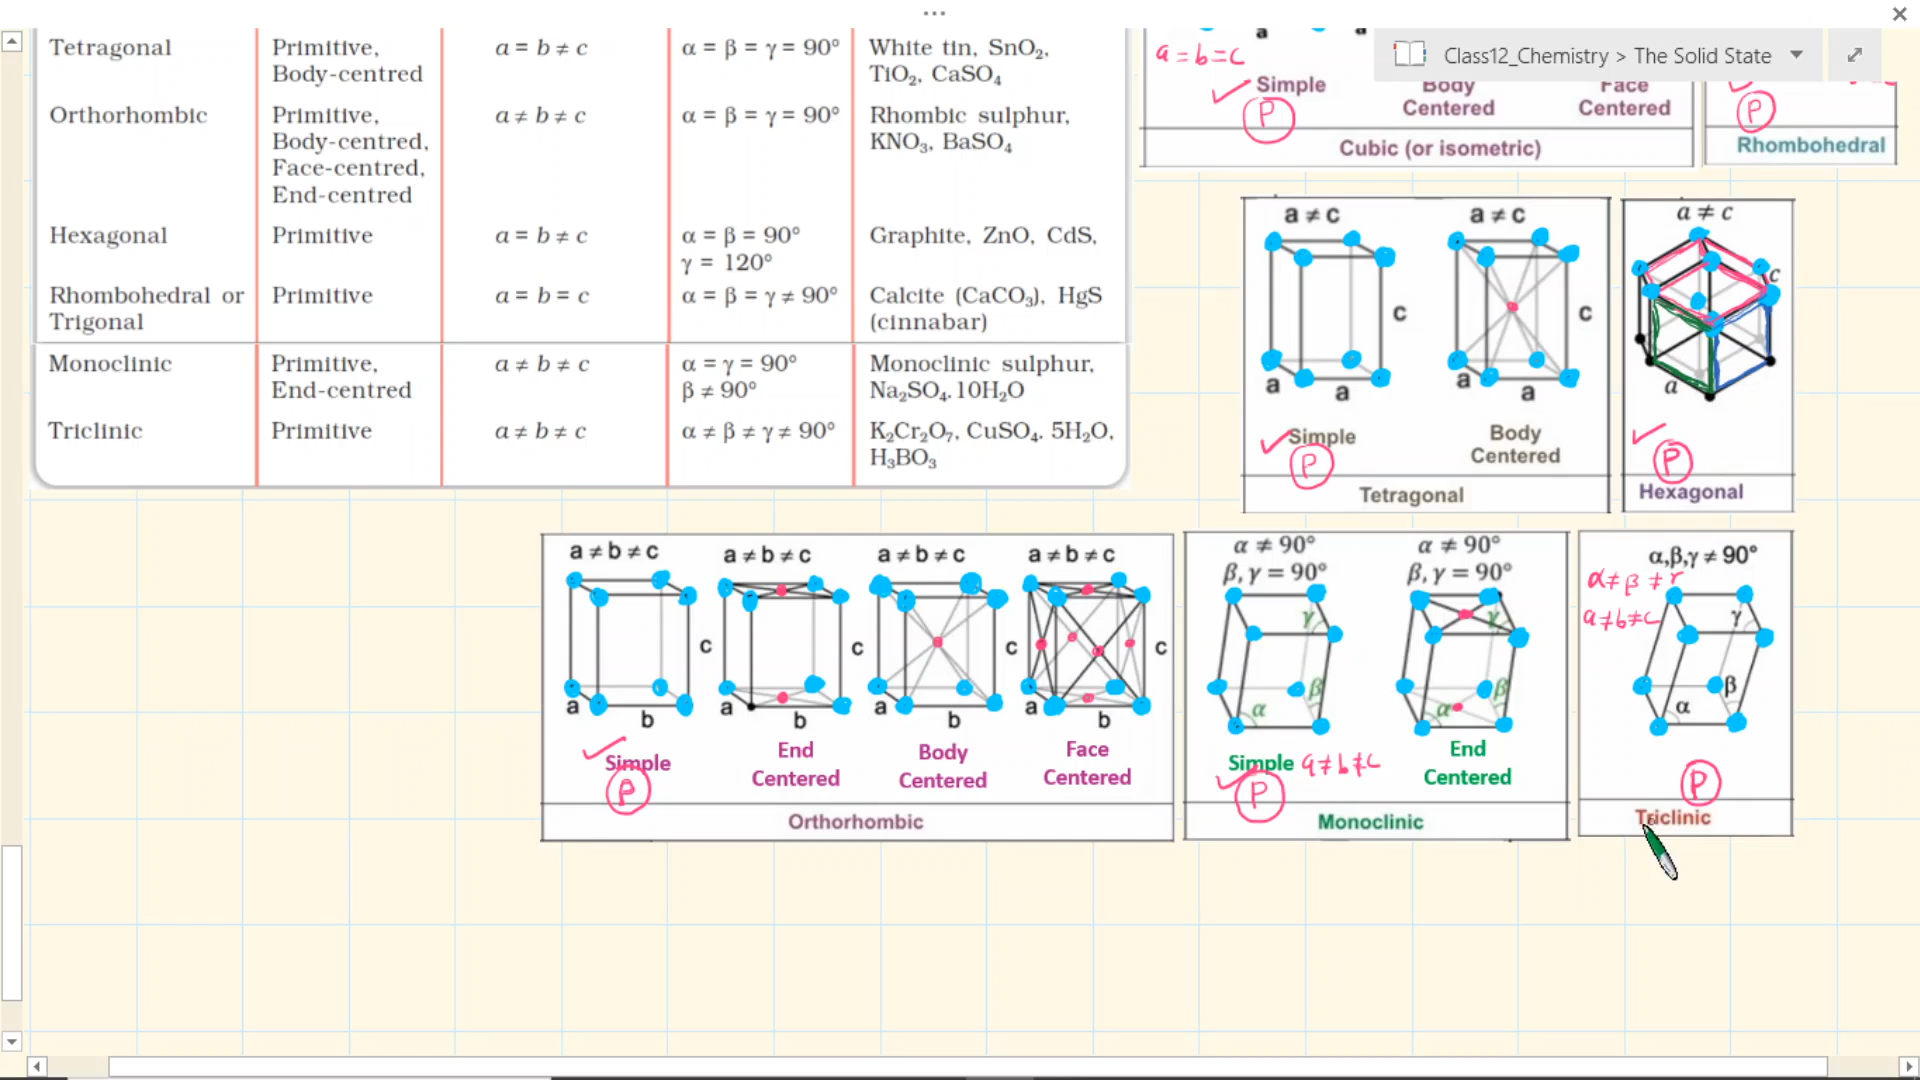 Class12_Chemistry > The Solid State
Tetragonal
Primitive,
Body-centred
a = b ≠ c
α = β = γ = 90°
White tin, SnO₂,
TiO₂, CaSO₄
Orthorhombic
Primitive,
Body-centred,
Face-centred,
End-centred
a ≠ b ≠ c
α = β = γ = 90°
Rhombic sulphur,
KNO₃, BaSO₄
Hexagonal
Primitive
a = b ≠ c
α = β = 90°
γ = 120°
Graphite, ZnO, CdS,
Rhombohedral or
Trigonal
Primitive
a = b = c
α = β = γ ≠ 90°
Calcite (CaCO₃), HgS
(cinnabar)
Monoclinic
Primitive,
End-centred
a ≠ b ≠ c
α = γ = 90°
β ≠ 90°
Monoclinic sulphur,
Na₂SO₄.10H₂O
Triclinic
Primitive
a ≠ b ≠ c
α ≠ β ≠ γ ≠ 90°
K₂Cr₂O₇, CuSO₄. 5H₂O,
H₃BO₃
a a
a = b = c
Simple
P
Body
Centered
Face
Centered
Cubic (or isometric)
P
Rhombohedral
a ≠ c
c
a
a
Simple
P
a ≠ c
c
a
a
Body
Centered
Tetragonal
a ≠ c
c
a
P
Hexagonal
a ≠ b ≠ c
c
a
b
Simple
P
a ≠ b ≠ c
c
a
b
End
Centered
a ≠ b ≠ c
c
a
b
Body
Centered
a ≠ b ≠ c
c
a
b
Face
Centered
Orthorhombic
α ≠ 90°
β, γ = 90°
γ
β
α
Simple a ≠ b ≠ c
P
α ≠ 90°
β, γ = 90°
γ
β
α
End
Centered
Monoclinic
α,β,γ ≠ 90°
α ≠ β ≠ r
a ≠ b ≠ c
γ
β
α
P
Triclinic